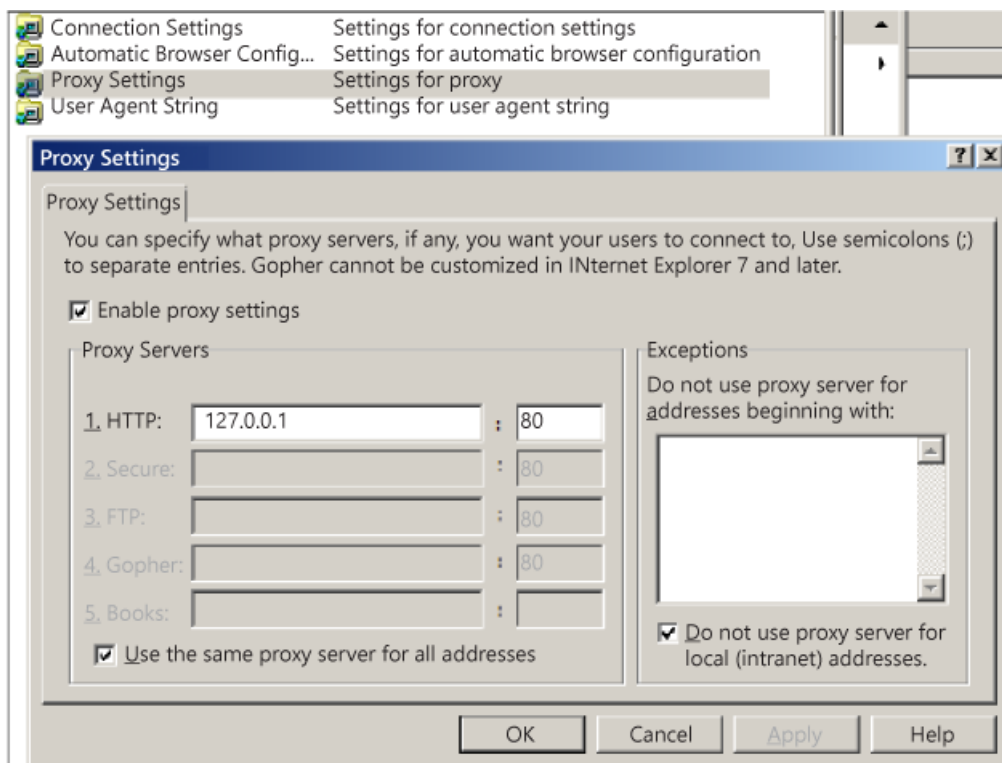 Connection Settings Settings for connection settings
Automatic Browser Config... Settings for automatic browser configuration
Proxy Settings Settings for proxy
User Agent String Settings for user agent string
Proxy Settings
Proxy Settings
You can specify what proxy servers, if any, you want your users to connect to, Use semicolons (;)
to separate entries. Gopher cannot be customized in INternet Explorer 7 and later.
Enable proxy settings
Proxy Servers
1. HTTP: 127.0.0.1 : 80
2. Secure: : 80
3. FTP: : 80
4. Gopher: : 80
5. Books: :
Use the same proxy server for all addresses
Exceptions
Do not use proxy server for
addresses beginning with:
Do not use proxy server for
local (intranet) addresses.
OK Cancel Apply Help